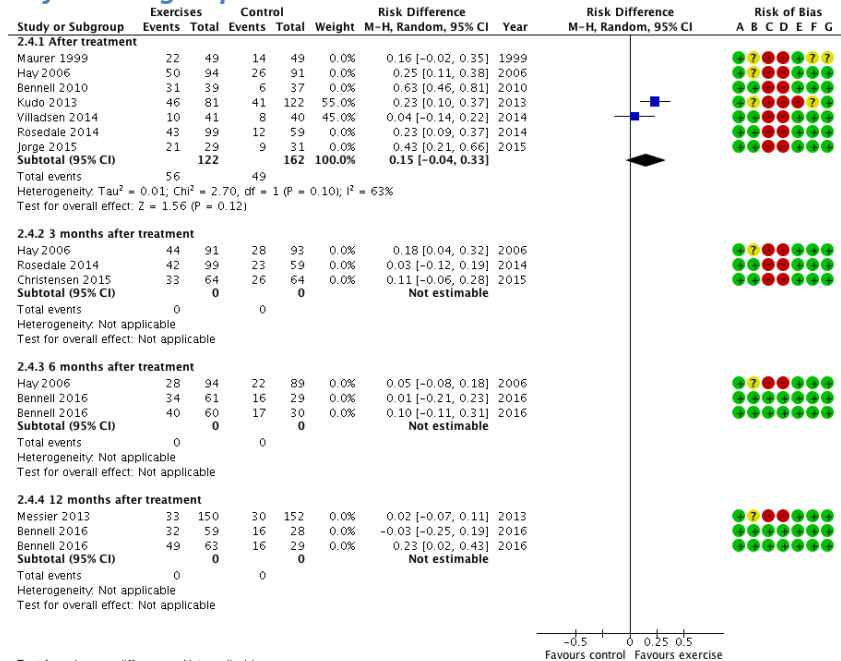 Exercises Control Risk Difference Risk Difference Risk of Bias
Study or Subgroup Events Total Events Total Weight M-H, Random, 95% CI Year M-H, Random, 95% CI A B C D E F G
2.4.1 After treatment
Maurer 1999 22 49 14 49 0.0% 0.16 [-0.02, 0.35] 1999 + ? - - + ? ?
Hay 2006 50 94 26 91 0.0% 0.25 [0.11, 0.38] 2006 + ? - - + + +
Bennell 2010 31 39 6 37 0.0% 0.63 [0.46, 0.81] 2010 + + - - + + +
Kudo 2013 46 81 41 122 55.0% 0.23 [0.10, 0.37] 2013 + ? - - - ? +
Villadsen 2014 10 41 8 40 45.0% 0.04 [-0.14, 0.22] 2014 + + - - + + +
Rosedale 2014 43 99 12 59 0.0% 0.23 [0.09, 0.37] 2014 + + - - + + +
Jorge 2015 21 29 9 31 0.0% 0.43 [0.21, 0.66] 2015 + + - - + + +
Subtotal (95% CI) 122 162 100.0% 0.15 [-0.04, 0.33]
Total events 56 49
Heterogeneity: Tau² = 0.01; Chi² = 2.70, df = 1 (P = 0.10); I² = 63%
Test for overall effect: Z = 1.56 (P = 0.12)
2.4.2 3 months after treatment
Hay 2006 44 91 28 93 0.0% 0.18 [0.04, 0.32] 2006 + ? - - + + +
Rosedale 2014 42 99 23 59 0.0% 0.03 [-0.12, 0.19] 2014 + + - - + + +
Christensen 2015 33 64 26 64 0.0% 0.11 [-0.06, 0.28] 2015 + + - - + + +
Subtotal (95% CI) 0 0 Not estimable
Total events 0 0
Heterogeneity: Not applicable
Test for overall effect: Not applicable
2.4.3 6 months after treatment
Hay 2006 28 94 22 89 0.0% 0.05 [-0.08, 0.18] 2006 + ? - - + + +
Bennell 2016 34 61 16 29 0.0% 0.01 [-0.21, 0.23] 2016 + + + + + + +
Bennell 2016 40 60 17 30 0.0% 0.10 [-0.11, 0.31] 2016 + + + + + + +
Subtotal (95% CI) 0 0 Not estimable
Total events 0 0
Heterogeneity: Not applicable
Test for overall effect: Not applicable
2.4.4 12 months after treatment
Messier 2013 33 150 30 152 0.0% 0.02 [-0.07, 0.11] 2013 + ? - - + + +
Bennell 2016 32 59 16 28 0.0% -0.03 [-0.25, 0.19] 2016 + + + + + + +
Bennell 2016 49 63 16 29 0.0% 0.23 [0.02, 0.43] 2016 + + + + + + +
Subtotal (95% CI) 0 0 Not estimable
Total events 0 0
Heterogeneity: Not applicable
Test for overall effect: Not applicable
-0.5 0 0.25 0.5
Favours control Favours exercise